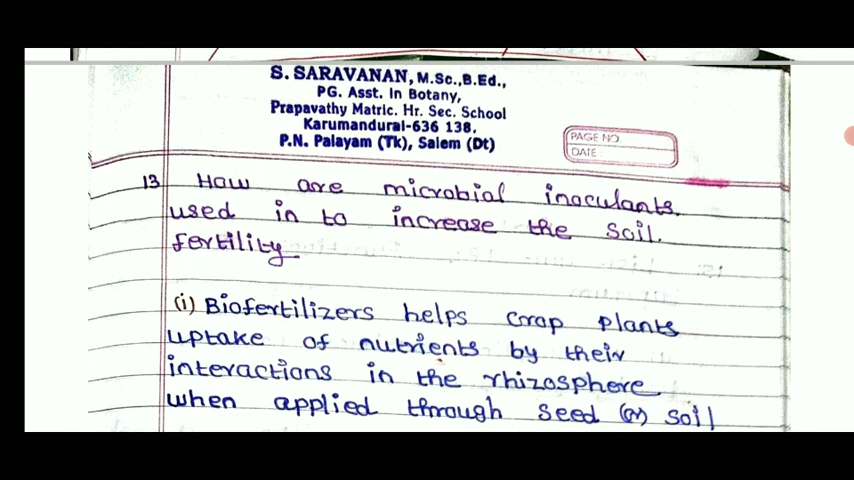 S. SARAVANAN, M.Sc.,B.Ed.,
PG. Asst. In Botany,
Prapavathy Matric. Hr. Sec. School
Karumandurai-636 138.
P.N. Palayam (Tk), Salem (Dt)
PAGE NO
DATE
13 How are microbial inoculants
used in to increase the soil.
fertility
(i) Biofertilizers helps crop plants
uptake of nutrients by their
interactions in the rhizosphere
when applied through seed (or) soil